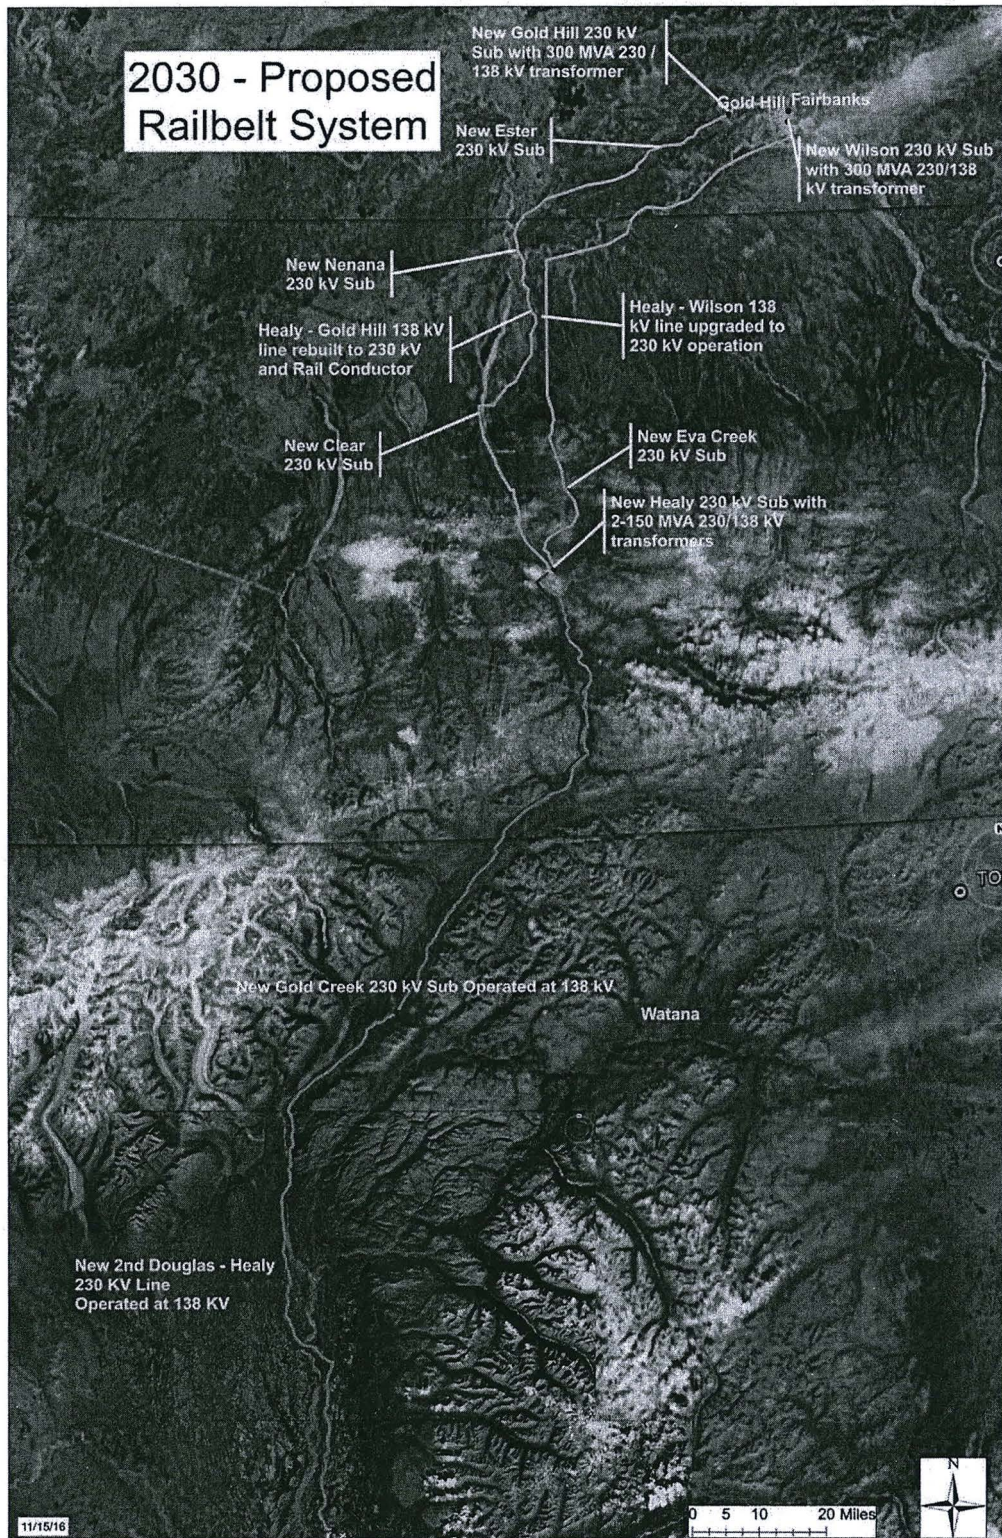 2030 - Proposed
Railbelt System
New Gold Hill 230 kV
Sub with 300 MVA 230 /
138 kV transformer
Gold Hill
Fairbanks
New Ester
230 kV Sub
New Wilson 230 kV Sub
with 300 MVA 230/138
kV transformer
New Nenana
230 kV Sub
Healy - Gold Hill 138 kV
line rebuilt to 230 kV
and Rail Conductor
Healy - Wilson 138
kV line upgraded to
230 kV operation
New Clear
230 kV Sub
New Eva Creek
230 kV Sub
New Healy 230 kV Sub with
2-150 MVA 230/138 kV
transformers
TO
New Gold Creek 230 kV Sub Operated at 138 kV
Watana
New 2nd Douglas - Healy
230 KV Line
Operated at 138 KV
N
0 5 10 20 Miles
11/15/16